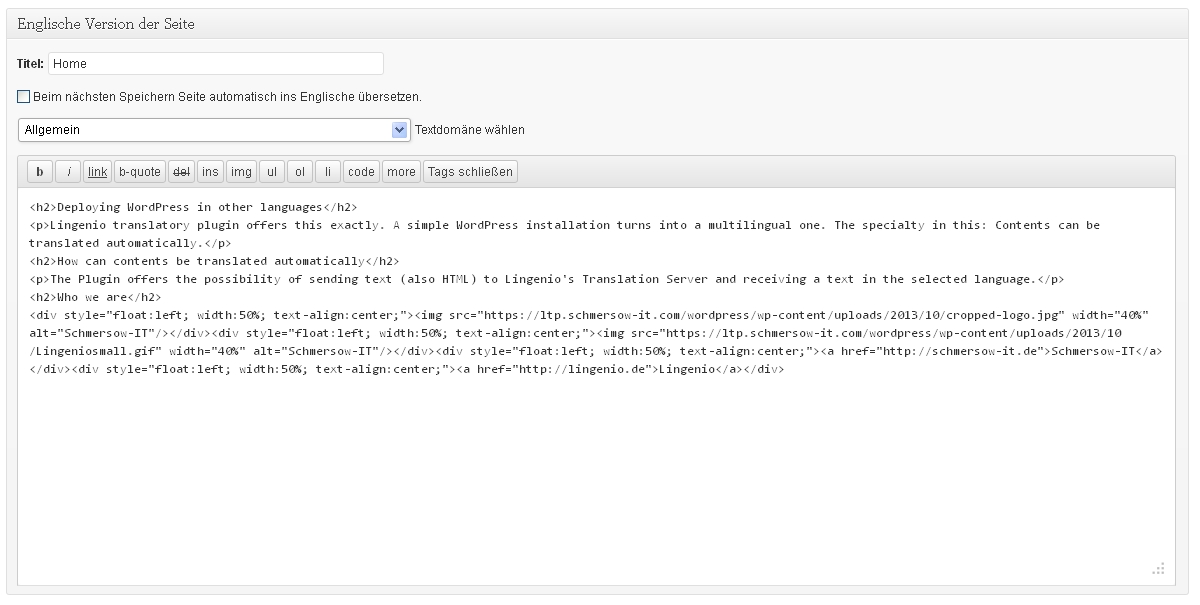 Englische Version der Seite
Titel: Home
Beim nächsten Speichern Seite automatisch ins Englische übersetzen.
Allgemein Textdomäne wählen
b i link b-quote del ins img ul ol li code more Tags schließen
<h2>Deploying WordPress in other languages</h2>
<p>Lingenio translatory plugin offers this exactly. A simple WordPress installation turns into a multilingual one. The specialty in this: Contents can be
translated automatically.</p>
<h2>How can contents be translated automatically</h2>
<p>The Plugin offers the possibility of sending text (also HTML) to Lingenio's Translation Server and receiving a text in the selected language.</p>
<h2>Who we are</h2>
<div style="float:left; width:50%; text-align:center;"><img src="https://ltp.schmersow-it.com/wordpress/wp-content/uploads/2013/10/cropped-logo.jpg" width="40%"
alt="Schmersow-IT"/></div><div style="float:left; width:50%; text-align:center;"><img src="https://ltp.schmersow-it.com/wordpress/wp-content/uploads/2013/10
/Lingeniosmall.gif" width="40%" alt="Schmersow-IT"/></div><div style="float:left; width:50%; text-align:center;"><a href="http://schmersow-it.de">Schmersow-IT</a>
</div><div style="float:left; width:50%; text-align:center;"><a href="http://lingenio.de">Lingenio</a></div>